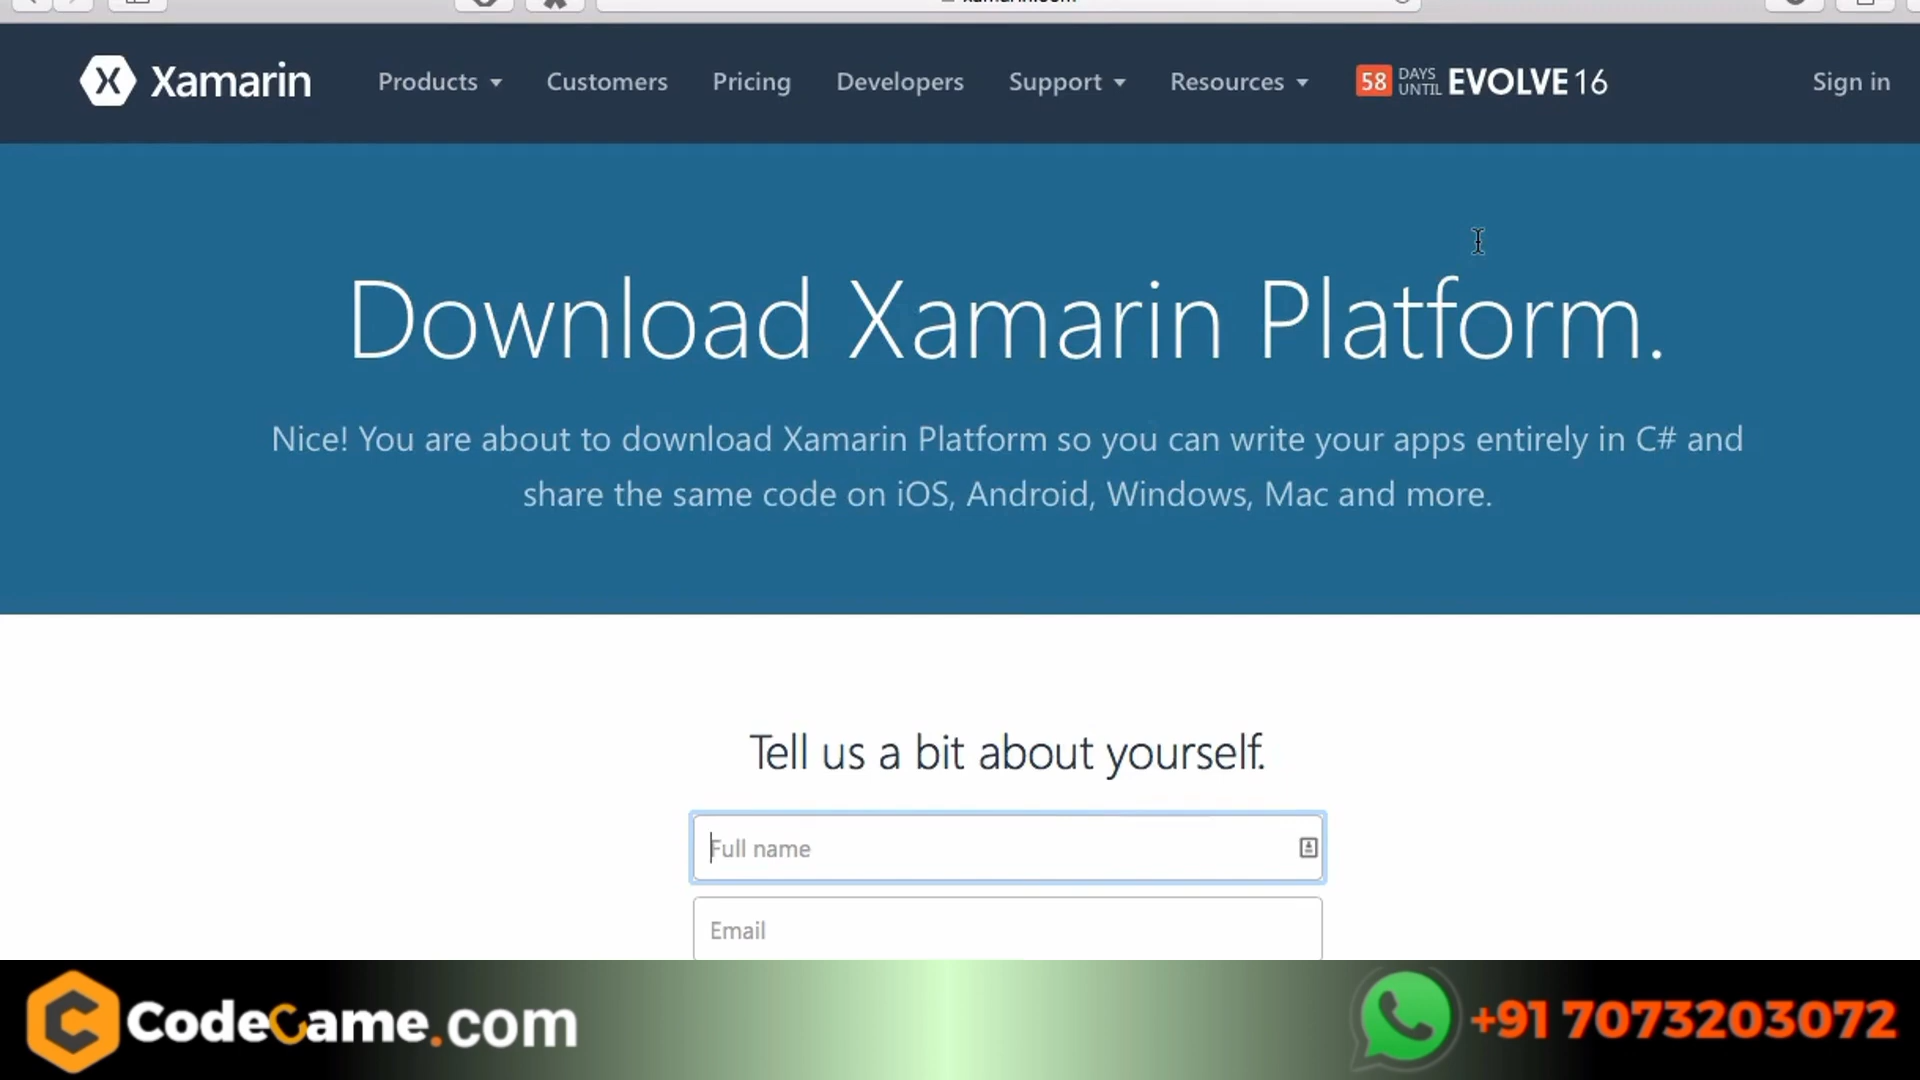 Xamarin Products Customers Pricing Developers Support Resources 58 DAYS UNTIL EVOLVE 16 Sign in
Download Xamarin Platform.
Nice! You are about to download Xamarin Platform so you can write your apps entirely in C# and
share the same code on iOS, Android, Windows, Mac and more.
Tell us a bit about yourself.
Full name
Email
CodeCame.com +91 7073203072